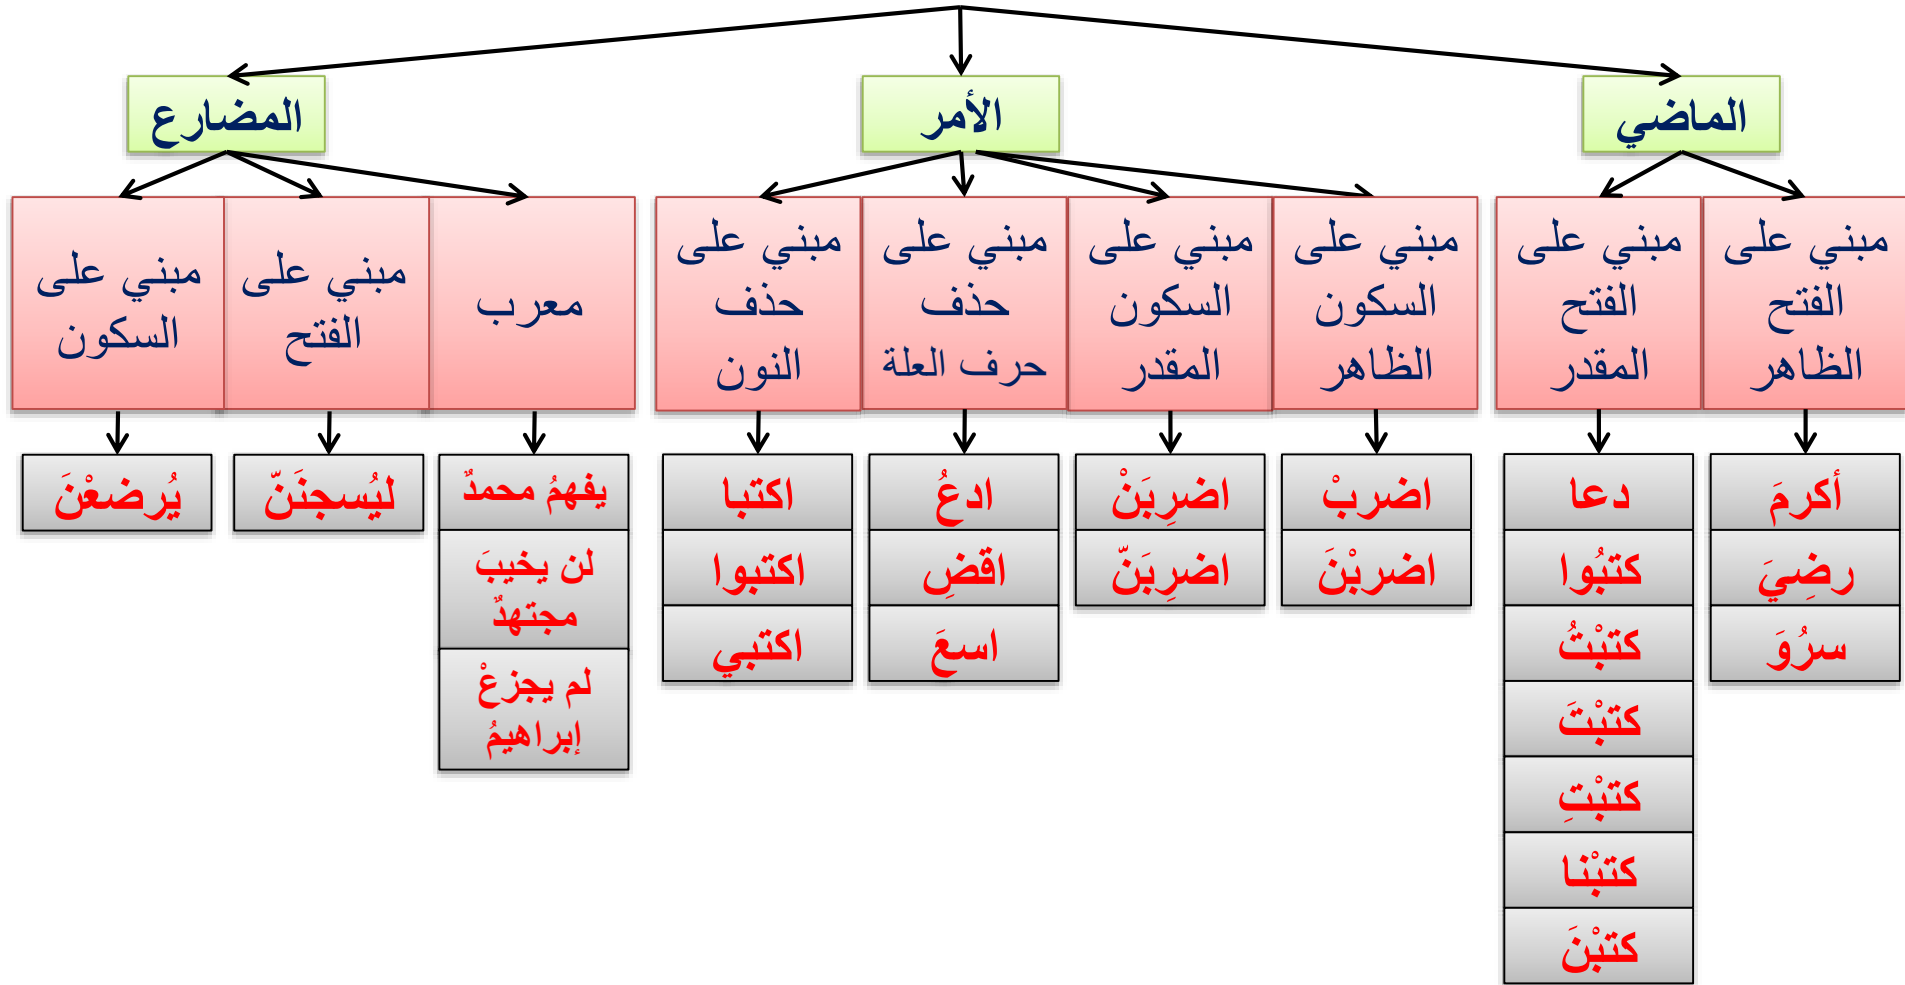 الماضي
الأمر
المضارع
مبني على
الفتح
الظاهر
مبني على
الفتح
المقدر
مبني على
السكون
الظاهر
مبني على
السكون
المقدر
مبني على
حذف
حرف العلة
مبني على
حذف
النون
معرب
مبني على
الفتح
مبني على
السكون
أكرمَ
رضِيَ
سرُوَ
دعا
كتبُوا
كتبْتُ
كتبْتَ
كتبْتِ
كتبْنا
كتبْنَ
اضربْ
اضربْنَ
اضرِبَنْ
اضرِبَنّ
ادعُ
اقضِ
اسعَ
اكتبا
اكتبوا
اكتبي
يفهمُ محمدٌ
لن يخيبَ
مجتهدٌ
لم يجزعْ
إبراهيمُ
ليُسجنَنّ
يُرضعْنَ